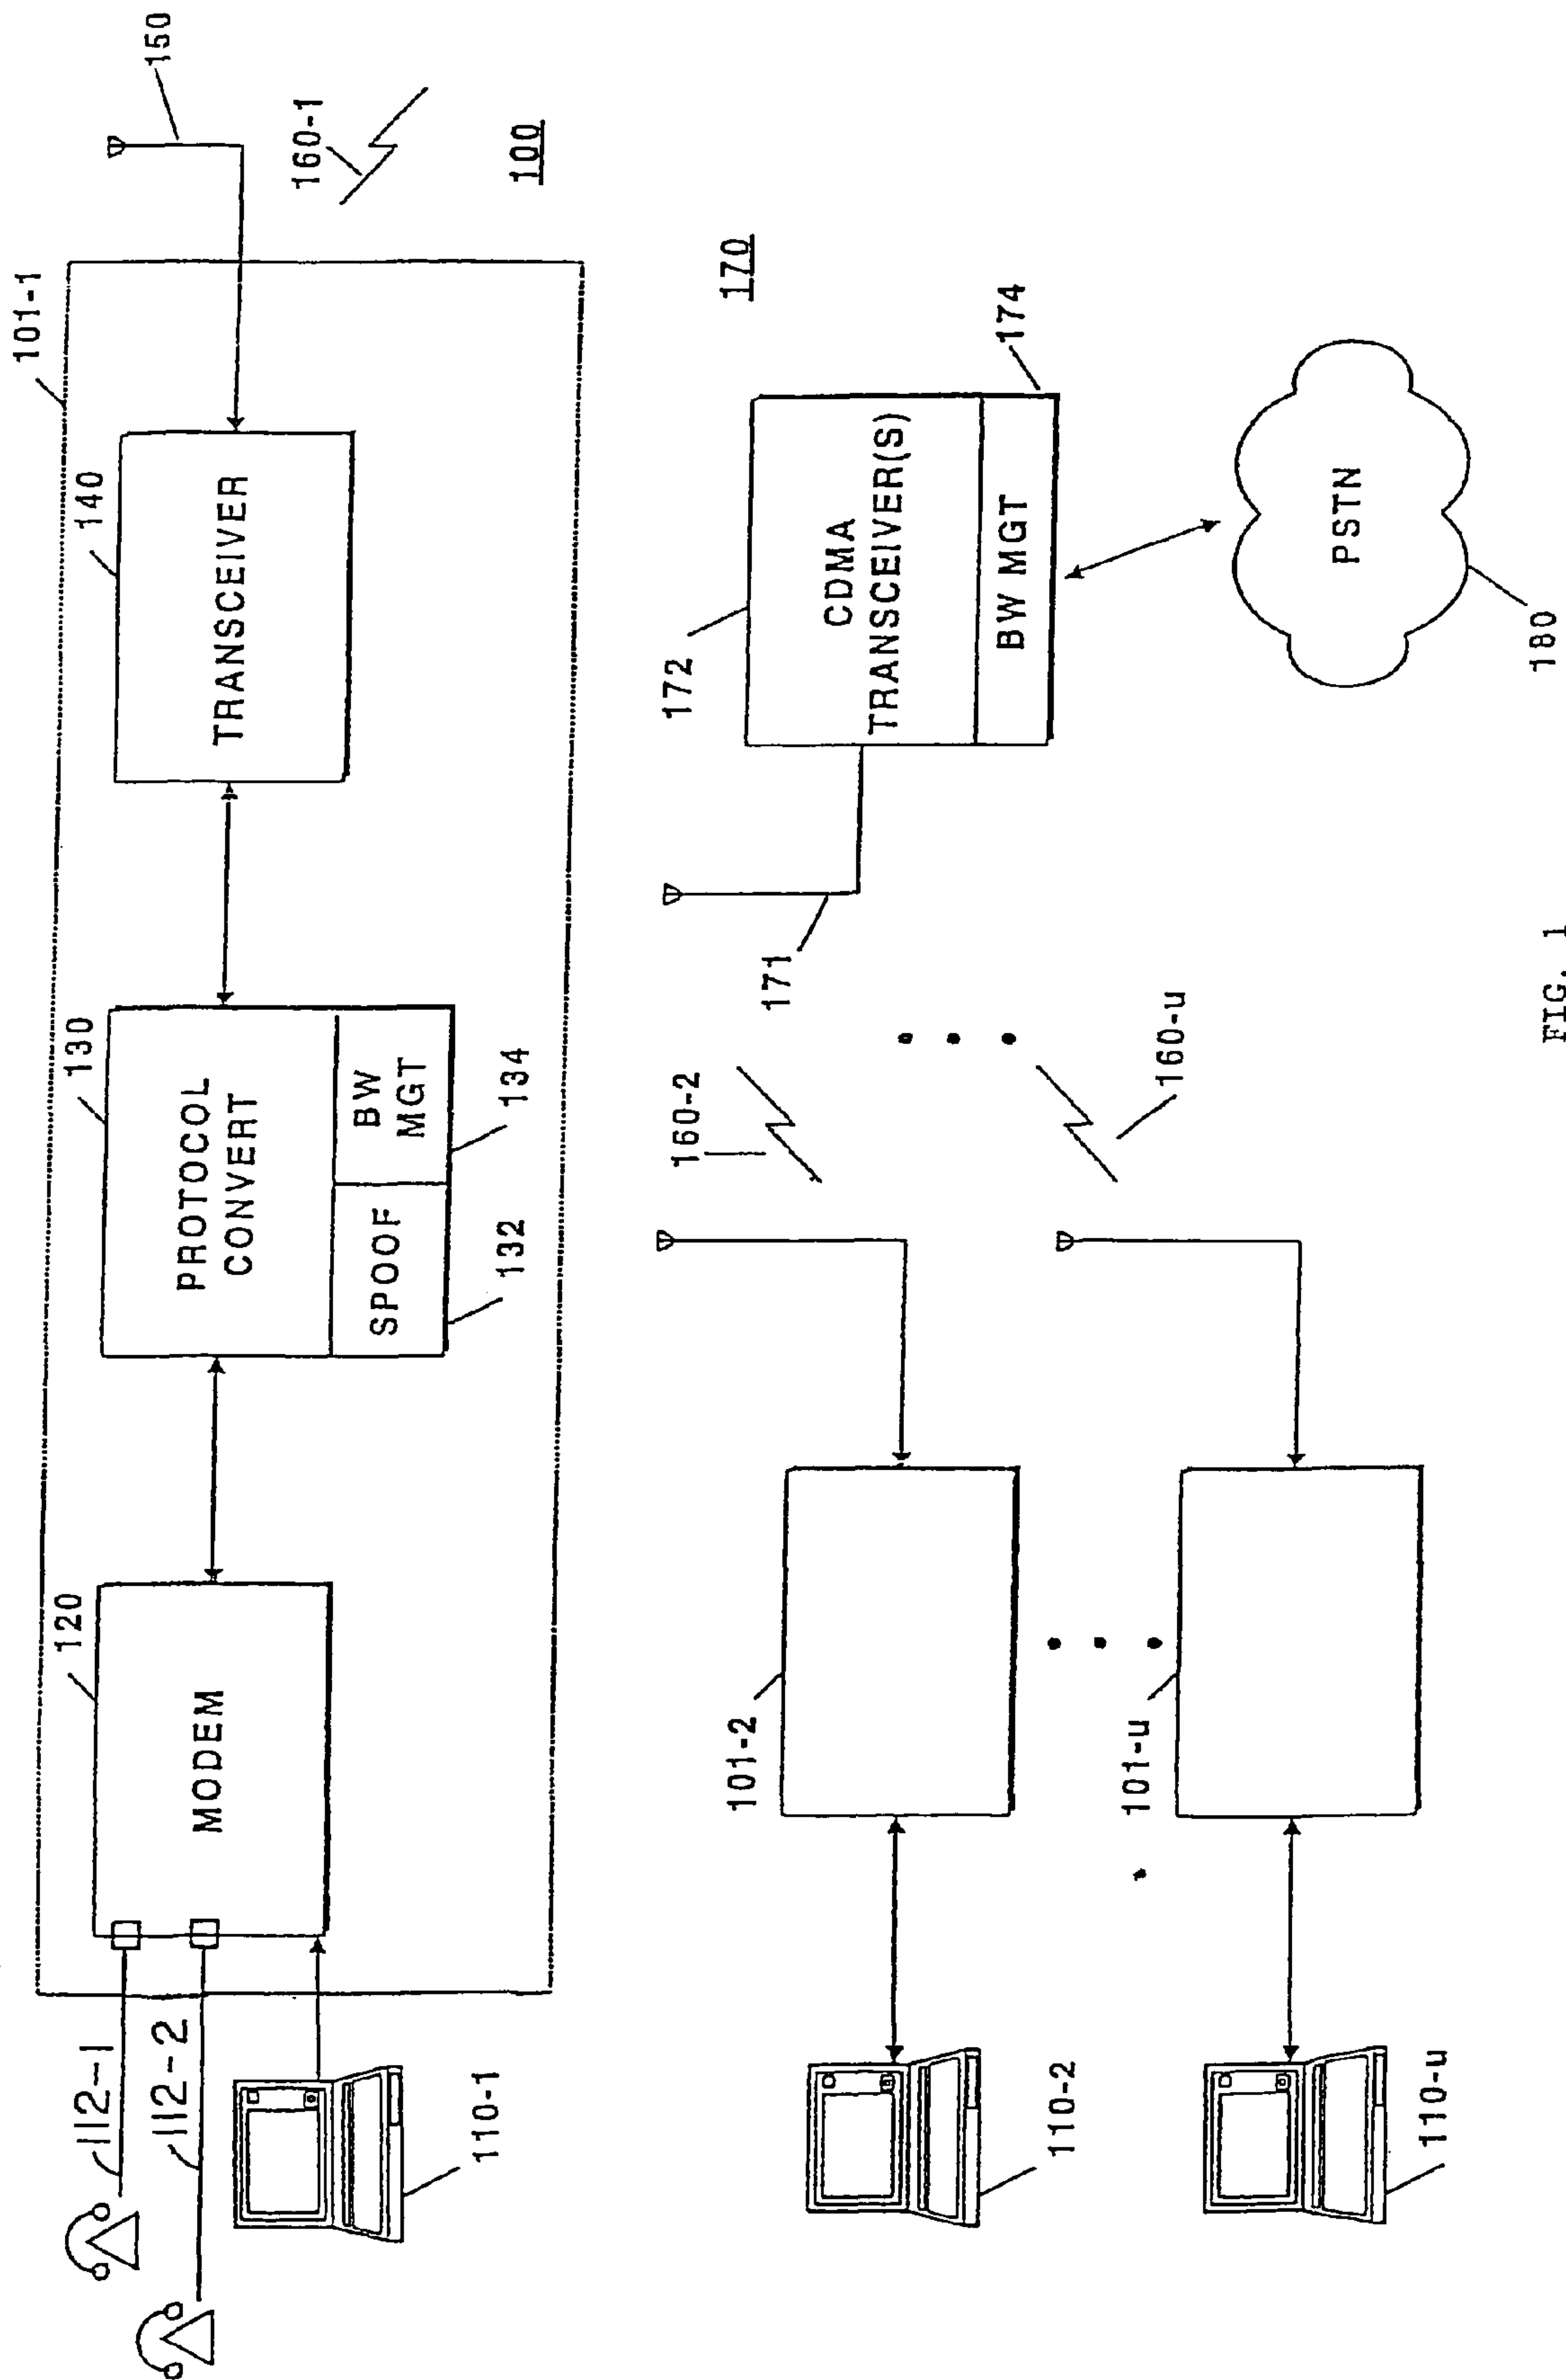 101-1
120
MODEM
130
PROTOCOL
CONVERT
SPOOF
BW
MGT
132
134
140
TRANSCEIVER
150
160-1
100
112-1
112-2
110-1
170
160-2
171
172
CDMA
TRANSCEIVER(S)
BW MGT
174
101-2
110-2
160-u
101-u
110-u
PSTN
180
FIG. 1